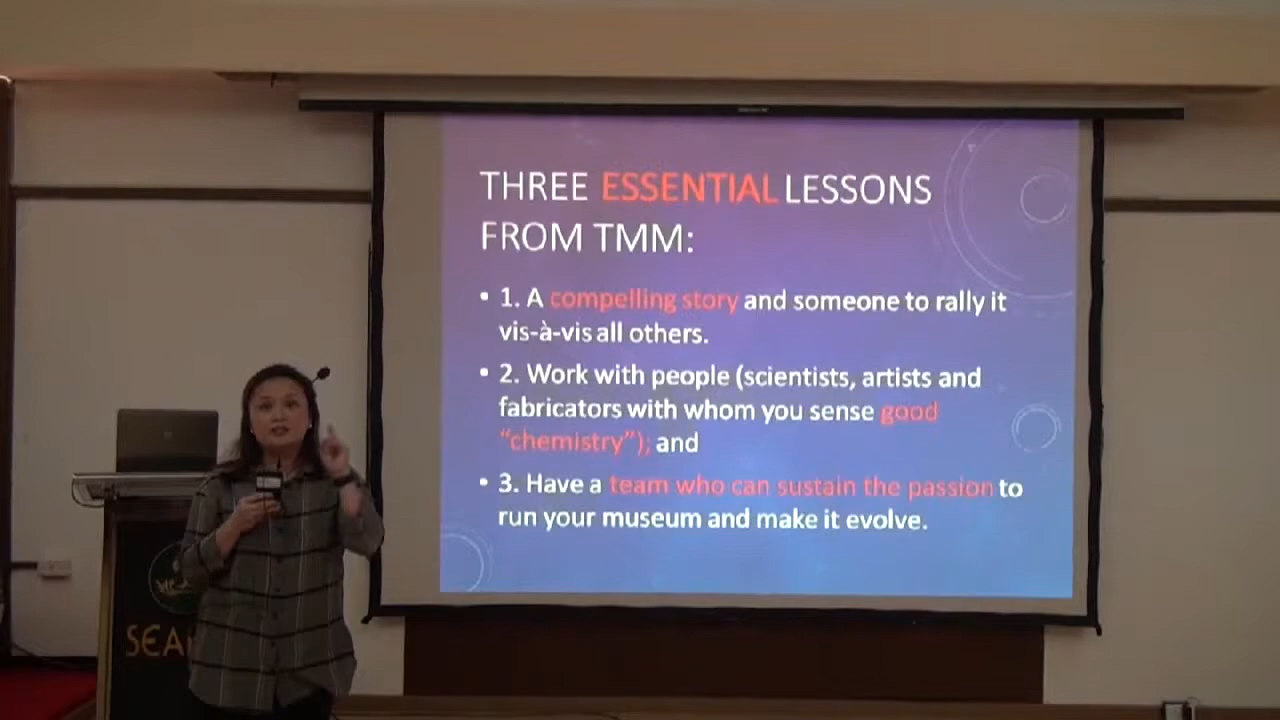 THREE ESSENTIAL LESSONS
FROM TMM:
• 1. A compelling story and someone to rally it
vis-à-vis all others.
• 2. Work with people (scientists, artists and
fabricators with whom you sense good
“chemistry”); and
• 3. Have a team who can sustain the passion to
run your museum and make it evolve.